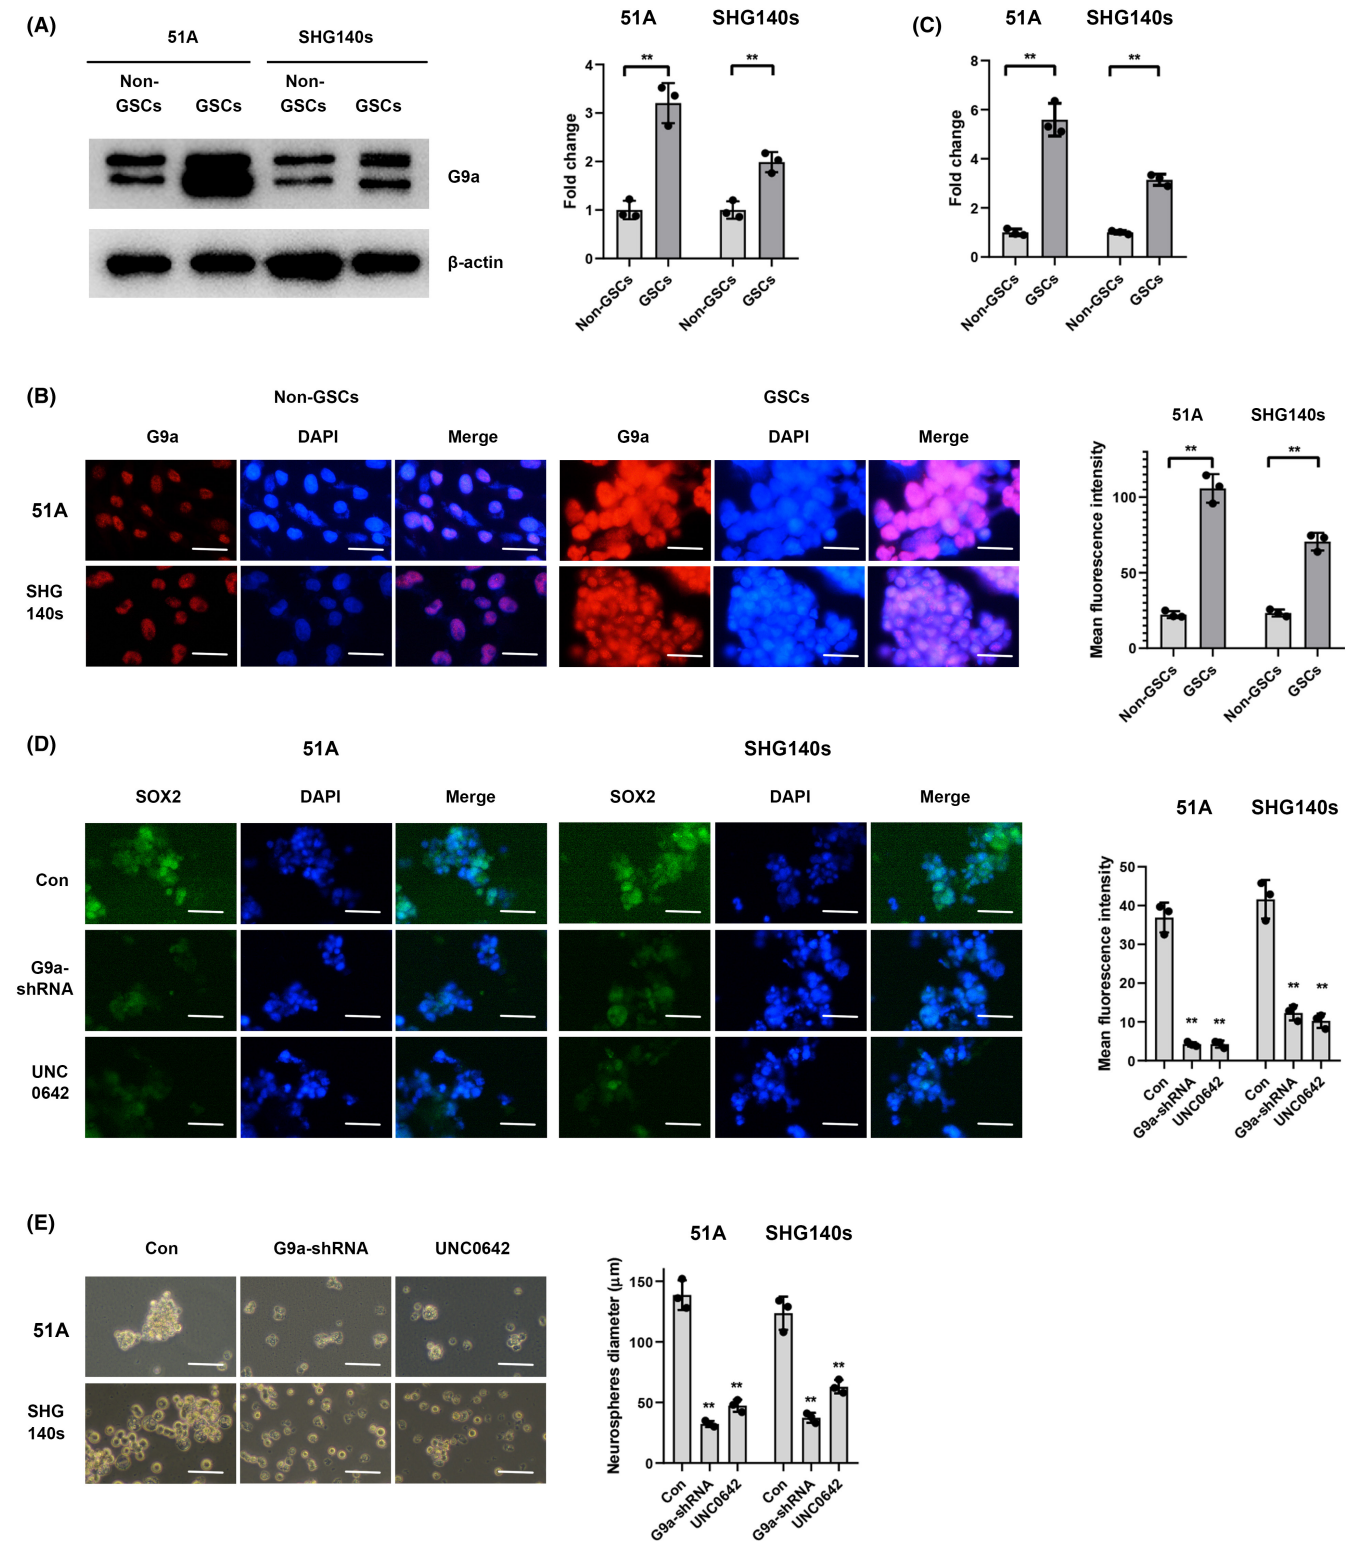 (A)
51A
SHG140s
Non-
GSCs
GSCs
Non-
GSCs
GSCs
G9a
β-actin
51A
SHG140s
**
**
Fold change
4
3
2
1
0
Non-GSCs
GSCs
Non-GSCs
GSCs
(C)
51A
SHG140s
**
**
Fold change
8
6
4
2
0
Non-GSCs
GSCs
Non-GSCs
GSCs
(B)
Non-GSCs
GSCs
G9a
DAPI
Merge
G9a
DAPI
Merge
51A
SHG
140s
51A
SHG140s
**
**
Mean fluorescence intensity
100
50
0
Non-GSCs
GSCs
Non-GSCs
GSCs
(D)
51A
SHG140s
SOX2
DAPI
Merge
SOX2
DAPI
Merge
Con
G9a-
shRNA
UNC
0642
51A
SHG140s
Mean fluorescence intensity
50
40
30
20
10
0
**
**
**
**
Con
G9a-shRNA
UNC0642
Con
G9a-shRNA
UNC0642
(E)
Con
G9a-shRNA
UNC0642
51A
SHG
140s
51A
SHG140s
Neurospheres diameter (μm)
150
100
50
0
**
**
**
**
Con
G9a-shRNA
UNC0642
Con
G9a-shRNA
UNC0642